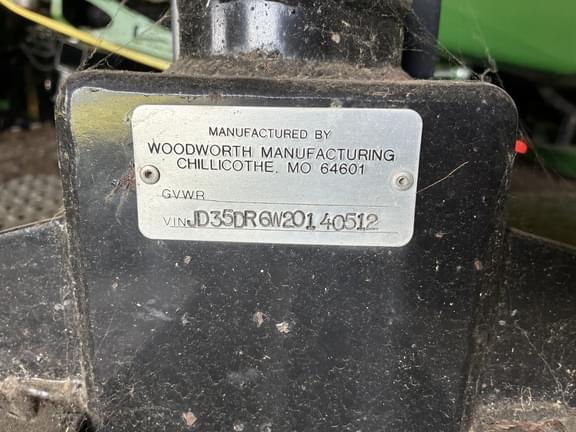 MANUFACTURED BY
WOODWORTH MANUFACTURING
CHILLICOTHE, MO 64601
GVWR
VIN JD35DR6W20140512